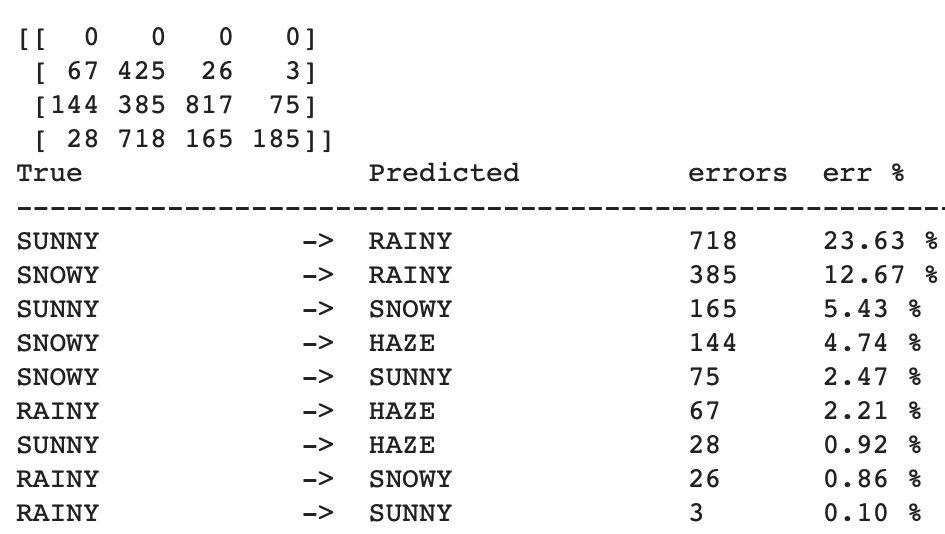 [[  0   0   0   0]
 [ 67 425  26   3]
 [144 385 817  75]
 [ 28 718 165 185]]
True                 Predicted          errors  err %
--------------------------------------------------------
SUNNY            ->  RAINY              718     23.63 %
SNOWY            ->  RAINY              385     12.67 %
SUNNY            ->  SNOWY              165     5.43 %
SNOWY            ->  HAZE               144     4.74 %
SNOWY            ->  SUNNY              75      2.47 %
RAINY            ->  HAZE               67      2.21 %
SUNNY            ->  HAZE               28      0.92 %
RAINY            ->  SNOWY              26      0.86 %
RAINY            ->  SUNNY              3       0.10 %